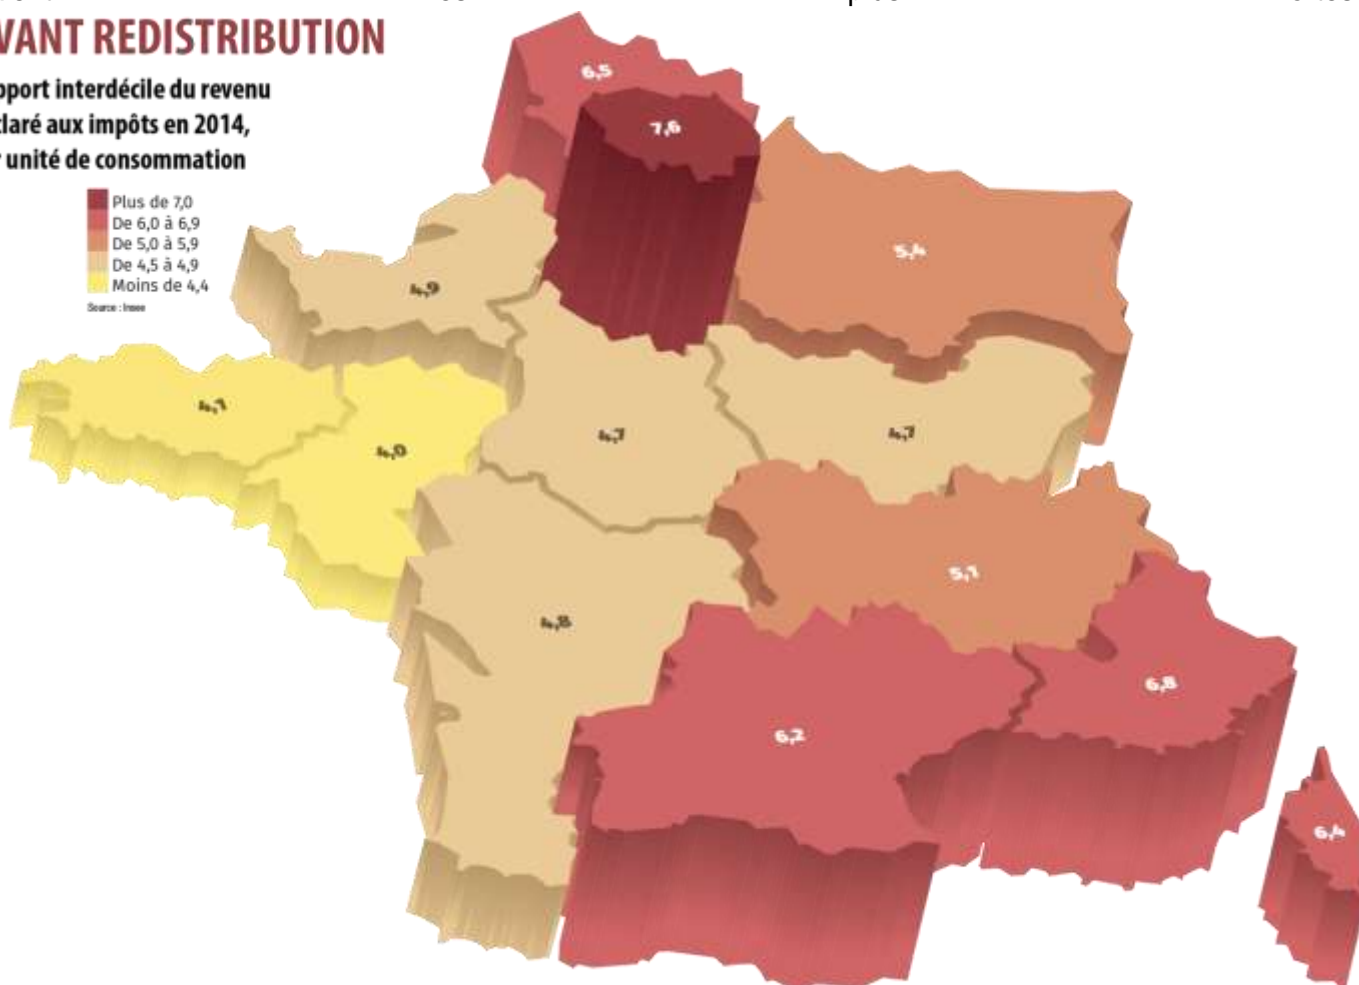 VANT REDISTRIBUTION
pport interdécile du revenu
claré aux impôts en 2014,
r unité de consommation
Plus de 7,0
De 6,0 à 6,9
De 5,0 à 5,9
De 4,5 à 4,9
Moins de 4,4
Source : Insee
6,5
7,6
5,4
4,9
4,1
4,0
4,7
4,7
5,1
4,8
6,8
6,2
6,4